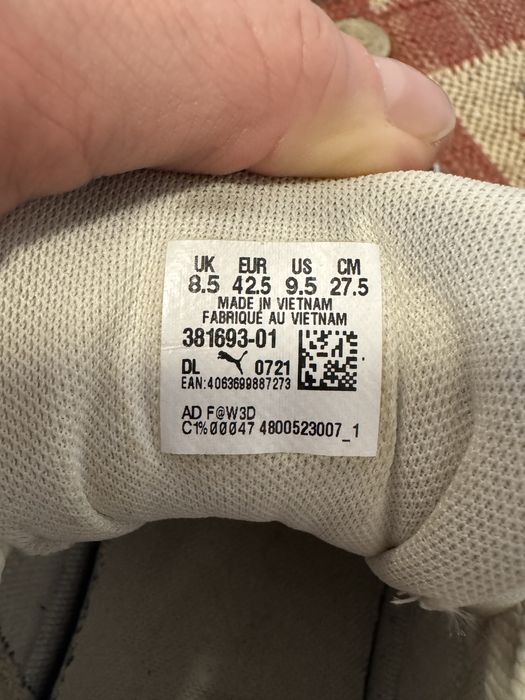 UK EUR US CM
8.5 42.5 9.5 27.5
MADE IN VIETNAM
FABRIQUÉ AU VIETNAM
381693-01
DL 0721
EAN:4063699887273
AD F@W3D
C1%00047 4800523007_1